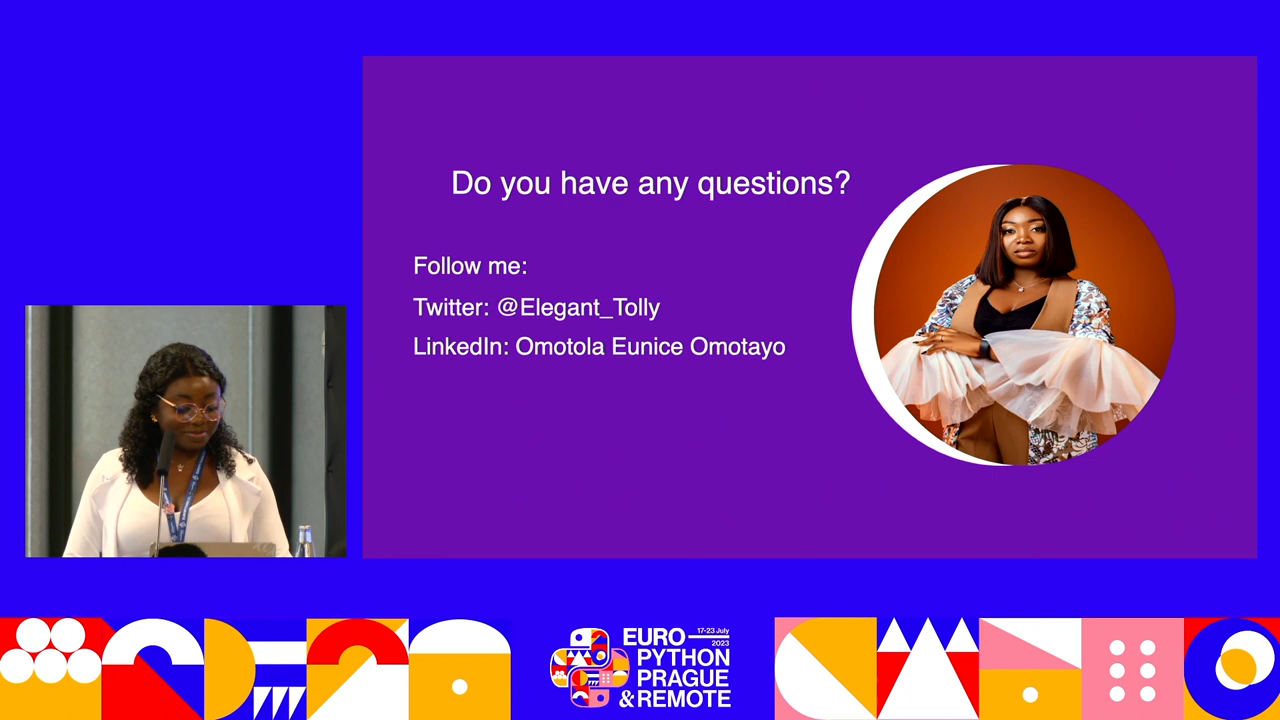 Do you have any questions?
Follow me:
Twitter: @Elegant_Tolly
LinkedIn: Omotola Eunice Omotayo
EURO
17-23 July
2023
PYTHON
PRAGUE
& REMOTE